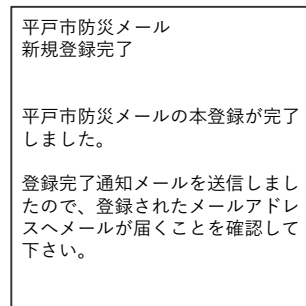 平戸市防災メール
新規登録完了
平戸市防災メールの本登録が完了
しました。
登録完了通知メールを送信しまし
たので、登録されたメールアドレ
スへメールが届くことを確認して
下さい。